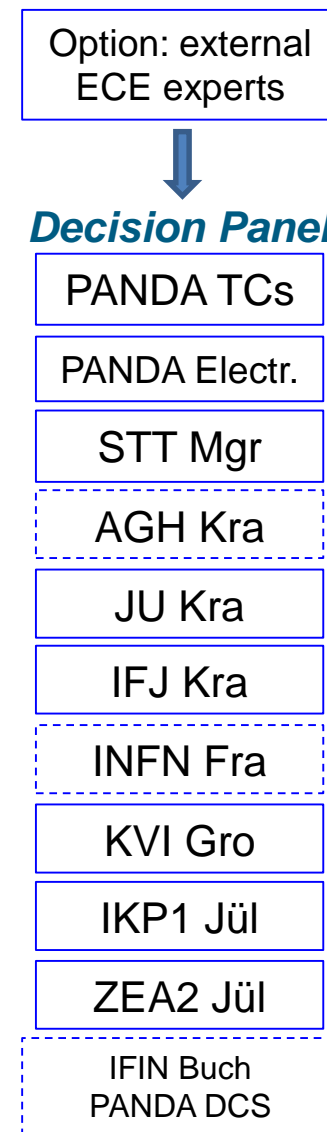 Option: external
ECE experts
Decision Panel
PANDA TCs
PANDA Electr.
STT Mgr
AGH Kra
JU Kra
IFJ Kra
INFN Fra
KVI Gro
IKP1 Jül
ZEA2 Jül
IFIN Buch
PANDA DCS